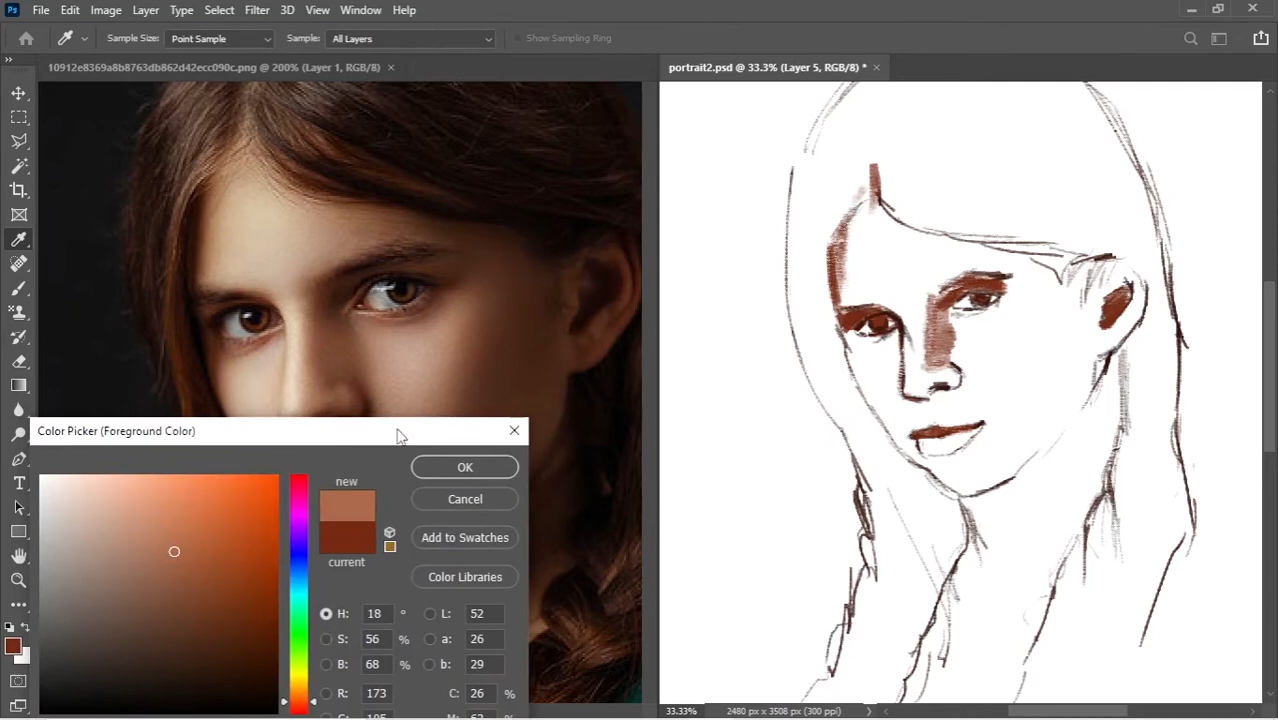 Ps File Edit Image Layer Type Select Filter 3D View Window Help
Sample Size: Point Sample Sample: All Layers Show Sampling Ring
10912e8369a8b8763db862d42ecc090c.png @ 200% (Layer 1, RGB/8) ×
portrait2.psd @ 33.3% (Layer 5, RGB/8) * ×
Color Picker (Foreground Color)
new
current
OK
Cancel
Add to Swatches
Color Libraries
H: 18 ° L: 52
S: 56 % a: 26
B: 68 % b: 29
R: 173 C: 26 %
33.33% 2480 px x 3508 px (300 ppi)